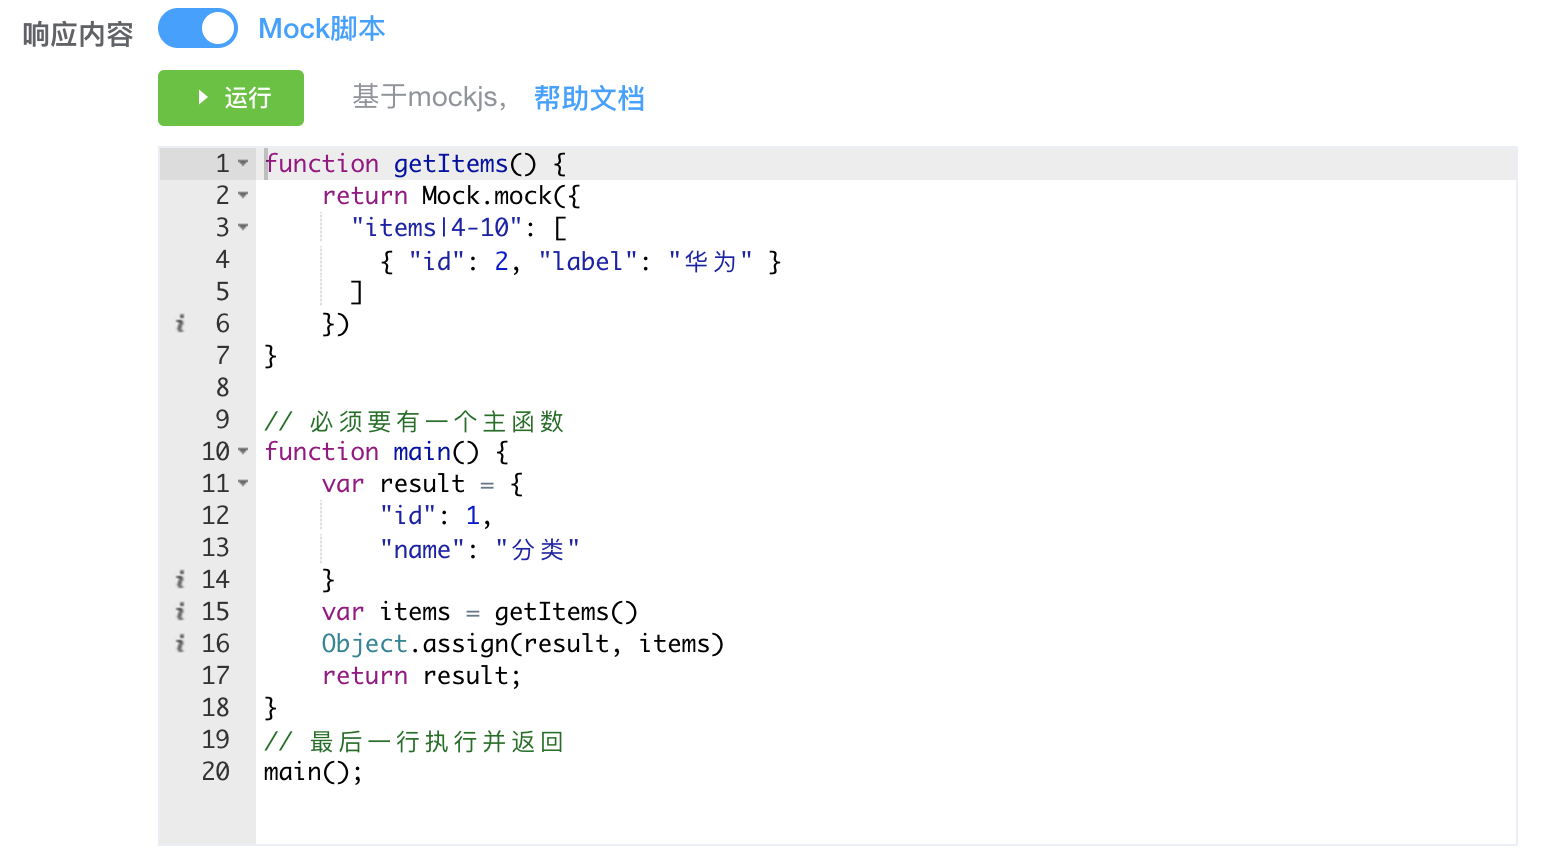 响应内容 Mock脚本
运行 基于mockjs, 帮助文档
1 function getItems() {
2     return Mock.mock({
3       "items|4-10": [
4         { "id": 2, "label": "华为" }
5       ]
6     })
7 }
8
9 // 必须要有一个主函数
10 function main() {
11     var result = {
12         "id": 1,
13         "name": "分类"
14     }
15     var items = getItems()
16     Object.assign(result, items)
17     return result;
18 }
19 // 最后一行执行并返回
20 main();